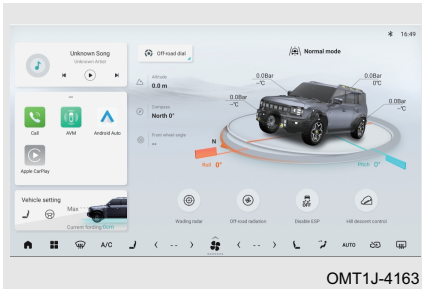 16:49
Unknown Song
Unknown Artist
Off-road dial
Normal mode
Altitude
0.0 m
Compass
North 0°
Front wheel angle
--
0.0Bar
--°C
0.0Bar
0°C
0.0Bar
--°C
0.0Bar
--°C
N
Roll 0°
Pitch 0°
--
Call
AVM
Android Auto
Apple CarPlay
Vehicle setting
Max
Current fording 0cm
Wading radar
Off-road radiation
OFF
Disable ESP
Hill descent control
A/C
< -- >
< -- >
AUTO
OMT1J-4163